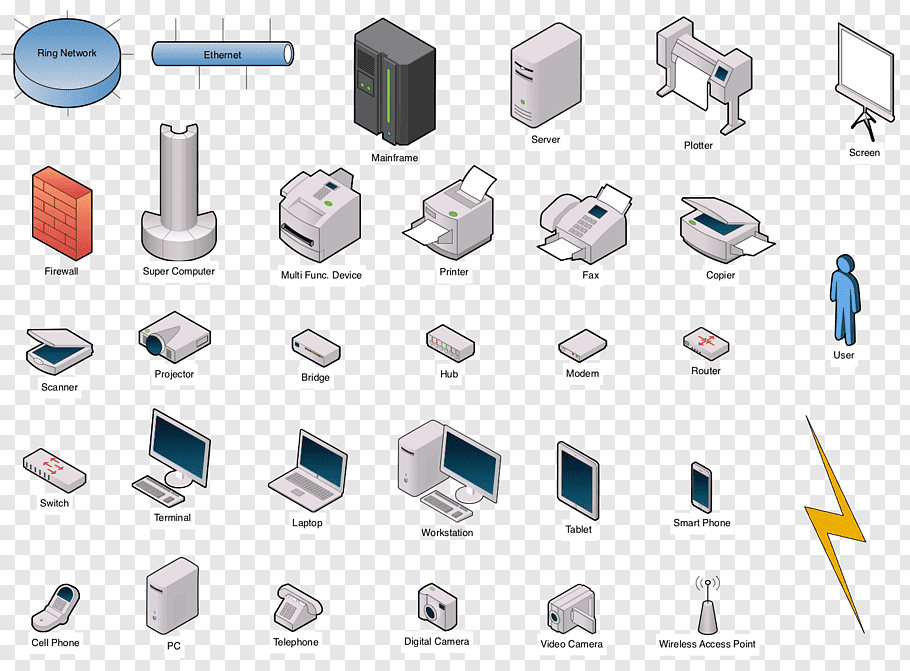 Ring Network
Ethernet
Mainframe
Server
Plotter
Screen
Firewall
Super Computer
Multi Func. Device
Printer
Fax
Copier
User
Scanner
Projector
Bridge
Hub
Modem
Router
Switch
Terminal
Laptop
Workstation
Tablet
Smart Phone
Cell Phone
PC
Telephone
Digital Camera
Video Camera
Wireless Access Point